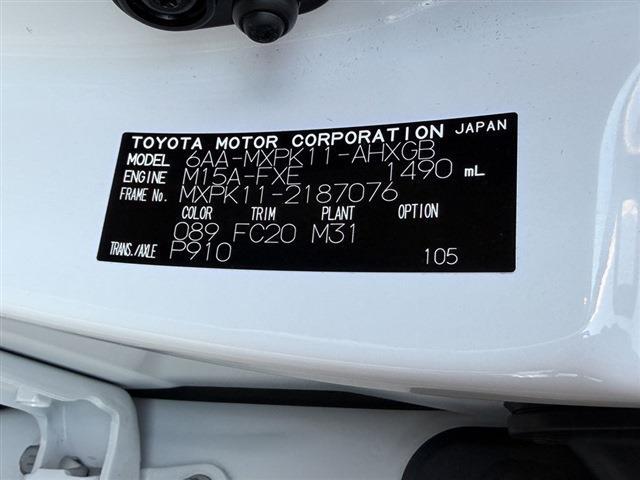 TOYOTA MOTOR CORPORATION JAPAN
MODEL 6AA-MXPK11-AHXGB
ENGINE M15A-FXE 1490 mL
FRAME No. MXPK11-2187076
COLOR TRIM PLANT OPTION
089 FC20 M31
TRANS./AXLE P910 105